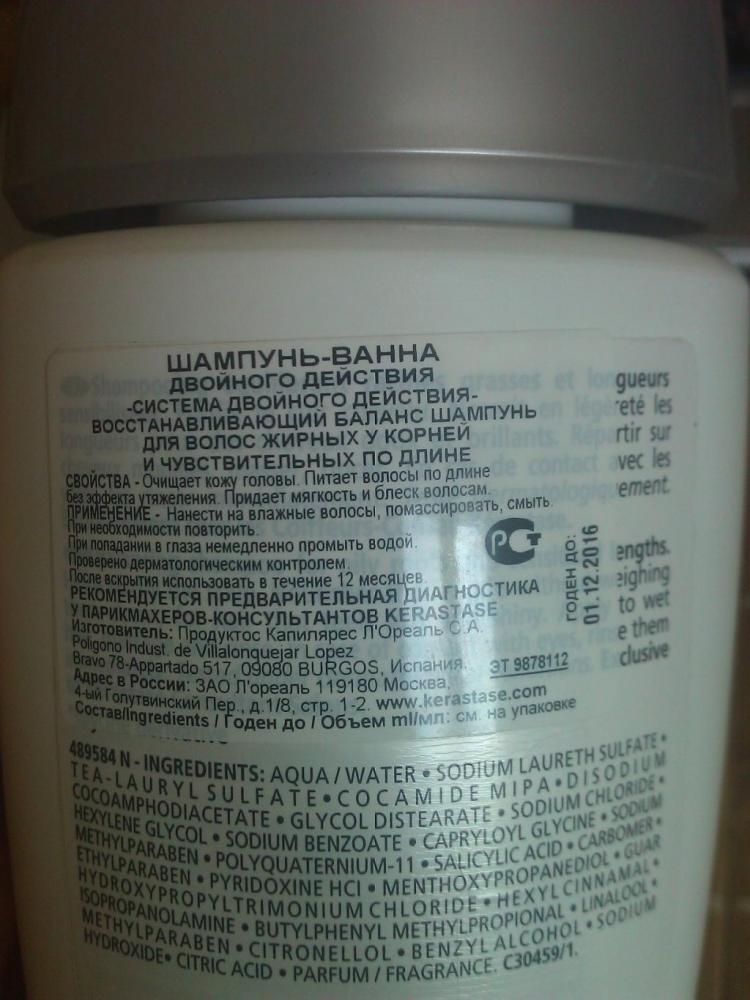 ШАМПУНЬ-ВАННА
ДВОЙНОГО ДЕЙСТВИЯ
-СИСТЕМА ДВОЙНОГО ДЕЙСТВИЯ-
ВОССТАНАВЛИВАЮЩИЙ БАЛАНС ШАМПУНЬ
ДЛЯ ВОЛОС ЖИРНЫХ У КОРНЕЙ
И ЧУВСТВИТЕЛЬНЫХ ПО ДЛИНЕ
СВОЙСТВА - Очищает кожу головы. Питает волосы по длине
без эффекта утяжеления. Придает мягкость и блеск волосам.
ПРИМЕНЕНИЕ - Нанести на влажные волосы, помассировать, смыть.
При необходимости повторить.
При попадании в глаза немедленно промыть водой.
Проверено дерматологическим контролем.
После вскрытия использовать в течение 12 месяцев.
РЕКОМЕНДУЕТСЯ ПРЕДВАРИТЕЛЬНАЯ ДИАГНОСТИКА
У ПАРИКМАХЕРОВ-КОНСУЛЬТАНТОВ KERASTASE
Изготовитель: Продуктос Капилярес Л'Ореаль С.А.
Poligono Indust. de Villalonquejar Lopez
Bravo 78-Appartado 517, 09080 BURGOS, Испания. ЭТ 9878112
Адрес в России: ЗАО Л'ореаль 119180 Москва,
4-ый Голутвинский Пер., д.1/8, стр. 1-2. www.kerastase.com
Состав/Ingredients / Годен до / Объем ml/мл: см. на упаковке
РСТ
ГОДЕН ДО:
01.12.2016
gueurs
reté les
rtir sur
vec les
ement.
engths.
eighing
to wet
e them
clusive
489584 N - INGREDIENTS: AQUA / WATER • SODIUM LAURETH SULFATE •
TEA-LAURYL SULFATE • COCAMIDE MIPA • DISODIUM
COCOAMPHODIACETATE • GLYCOL DISTEARATE • SODIUM CHLORIDE •
HEXYLENE GLYCOL • SODIUM BENZOATE • CAPRYLOYL GLYCINE • SODIUM
METHYLPARABEN • POLYQUATERNIUM-11 • SALICYLIC ACID • CARBOMER •
ETHYLPARABEN • PYRIDOXINE HCI • MENTHOXYPROPANEDIOL • GUAR
HYDROXYPROPYLTRIMONIUM CHLORIDE • HEXYL CINNAMAL •
ISOPROPANOLAMINE • BUTYLPHENYL METHYLPROPIONAL • LINALOOL •
METHYLPARABEN • CITRONELLOL • BENZYL ALCOHOL • SODIUM
HYDROXIDE • CITRIC ACID • PARFUM / FRAGRANCE. C30459/1.